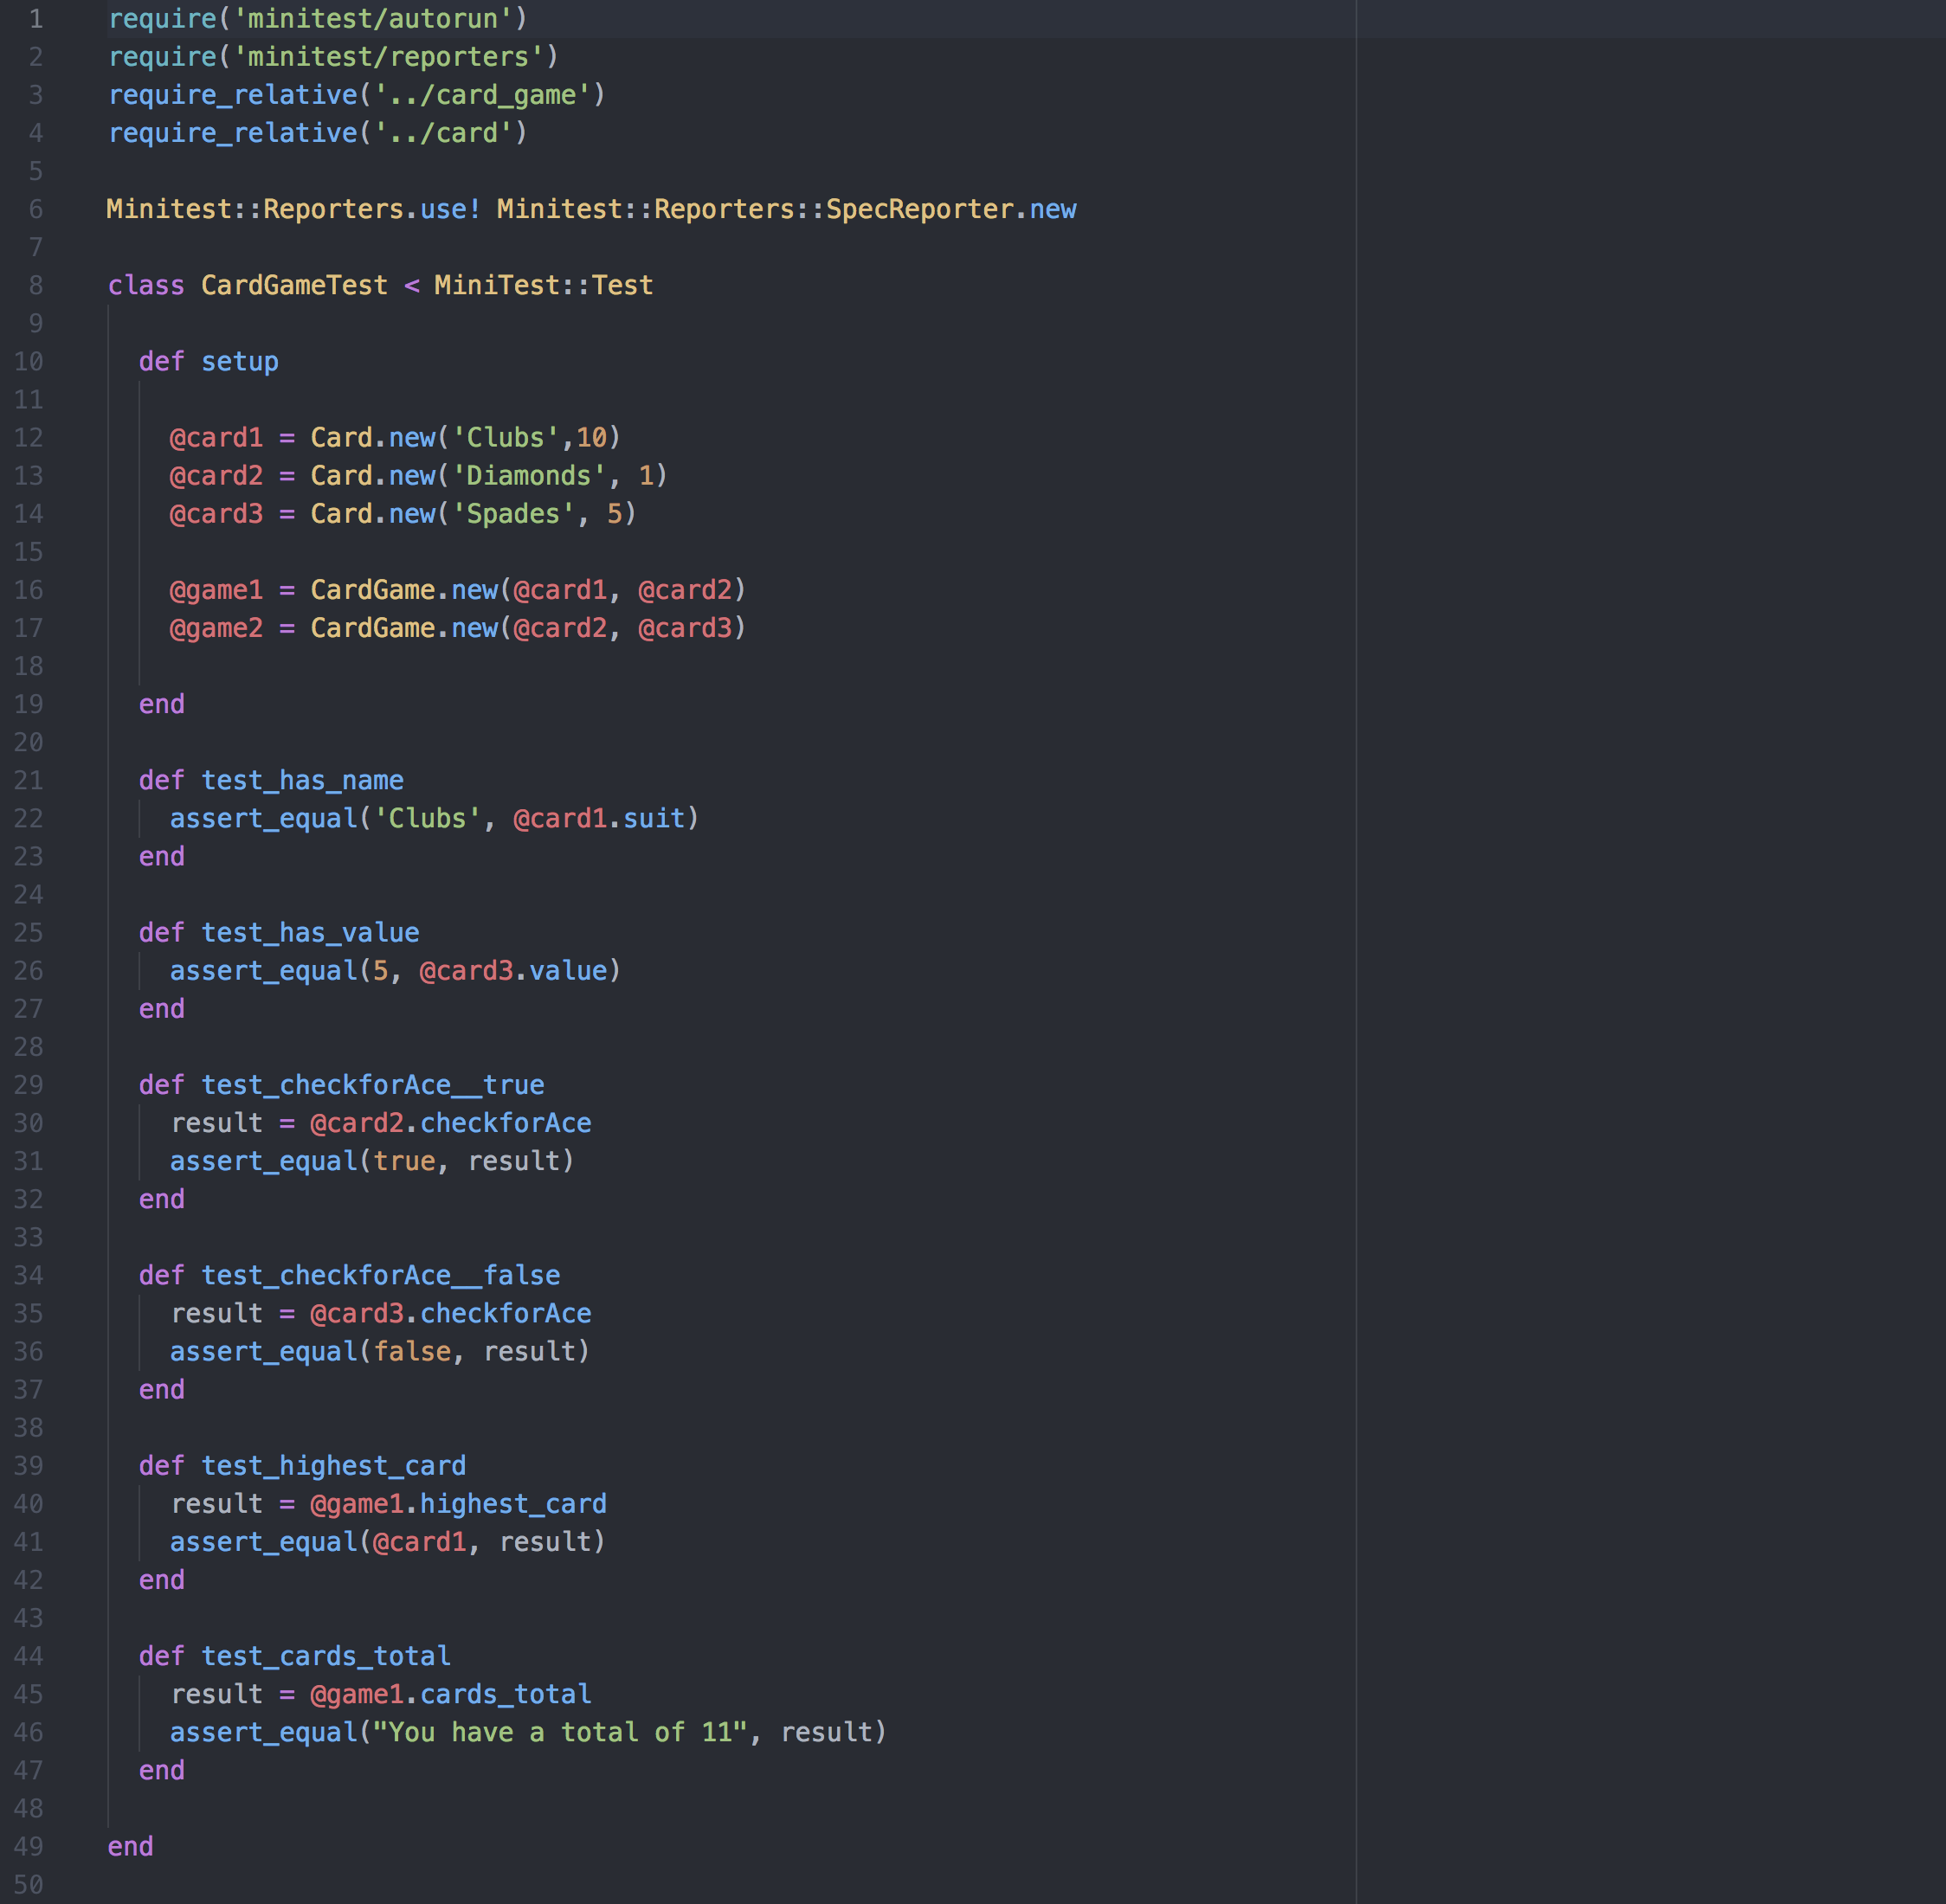 1 require('minitest/autorun')
2 require('minitest/reporters')
3 require_relative('../card_game')
4 require_relative('../card')
5
6 Minitest::Reporters.use! Minitest::Reporters::SpecReporter.new
7
8 class CardGameTest < MiniTest::Test
9
10   def setup
11
12     @card1 = Card.new('Clubs',10)
13     @card2 = Card.new('Diamonds', 1)
14     @card3 = Card.new('Spades', 5)
15
16     @game1 = CardGame.new(@card1, @card2)
17     @game2 = CardGame.new(@card2, @card3)
18
19   end
20
21   def test_has_name
22     assert_equal('Clubs', @card1.suit)
23   end
24
25   def test_has_value
26     assert_equal(5, @card3.value)
27   end
28
29   def test_checkforAce__true
30     result = @card2.checkforAce
31     assert_equal(true, result)
32   end
33
34   def test_checkforAce__false
35     result = @card3.checkforAce
36     assert_equal(false, result)
37   end
38
39   def test_highest_card
40     result = @game1.highest_card
41     assert_equal(@card1, result)
42   end
43
44   def test_cards_total
45     result = @game1.cards_total
46     assert_equal("You have a total of 11", result)
47   end
48
49 end
50